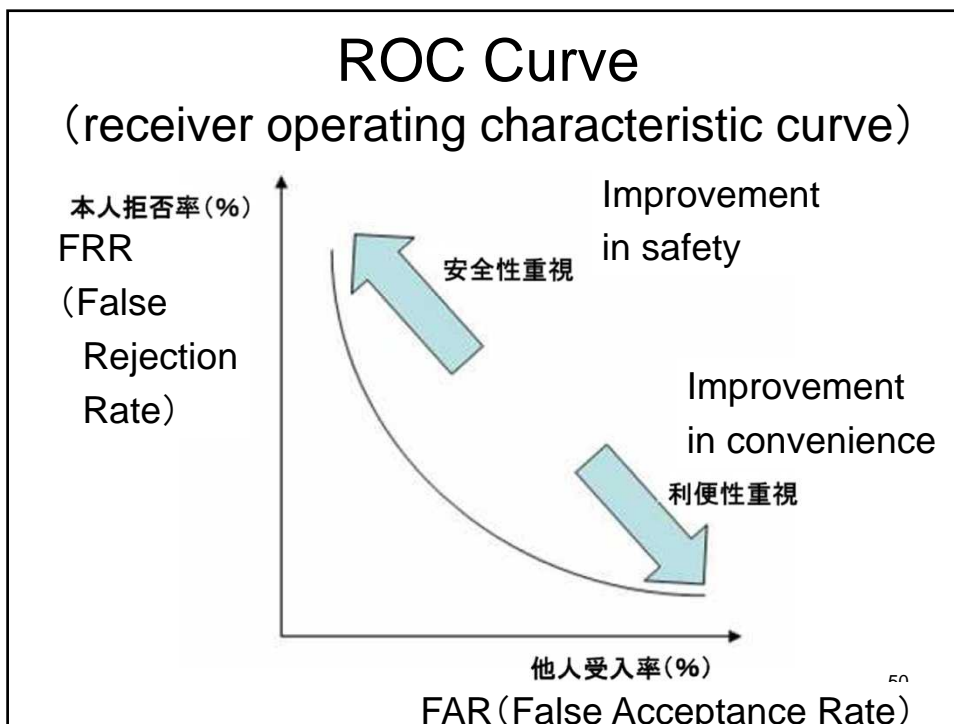 ROC Curve
（receiver operating characteristic curve）
本人拒否率(%)
FRR
（False
Rejection
Rate）
安全性重視
Improvement
in safety
Improvement
in convenience
利便性重視
他人受入率(%)
FAR（False Acceptance Rate）